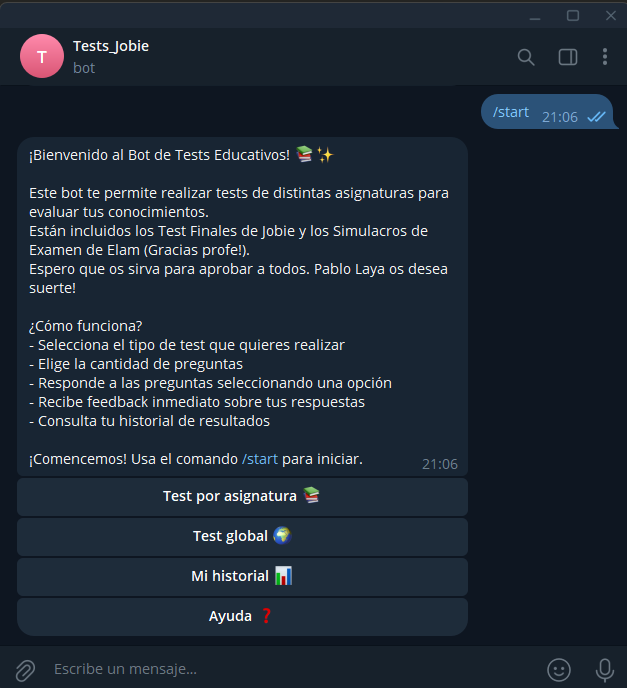 T
Tests_Jobie
bot
/start 21:06
¡Bienvenido al Bot de Tests Educativos! 📚✨
Este bot te permite realizar tests de distintas asignaturas para
evaluar tus conocimientos.
Están incluidos los Test Finales de Jobie y los Simulacros de
Examen de Elam (Gracias profe!).
Espero que os sirva para aprobar a todos. Pablo Laya os desea
suerte!
¿Cómo funciona?
- Selecciona el tipo de test que quieres realizar
- Elige la cantidad de preguntas
- Responde a las preguntas seleccionando una opción
- Recibe feedback inmediato sobre tus respuestas
- Consulta tu historial de resultados
¡Comencemos! Usa el comando /start para iniciar. 21:06
Test por asignatura 📚
Test global 🌍
Mi historial 📊
Ayuda ❓
Escribe un mensaje...